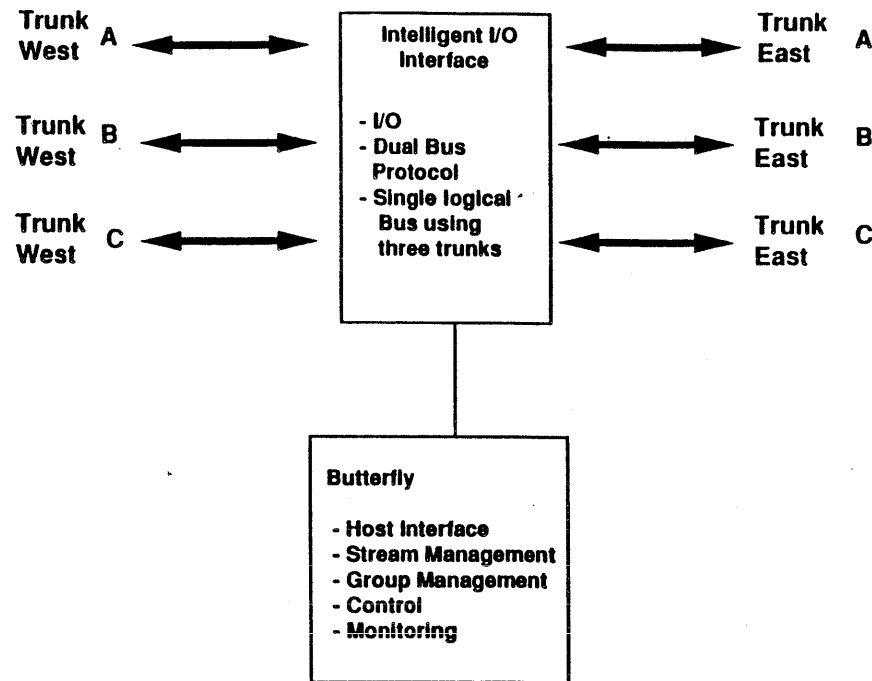 Trunk
West A
Intelligent I/O
Interface
Trunk
East A
- I/O
- Dual Bus
Protocol
- Single logical
Bus using
three trunks
Trunk
West B
Trunk
East B
Trunk
West C
Trunk
East C
Butterfly
- Host Interface
- Stream Management
- Group Management
- Control
- Monitoring